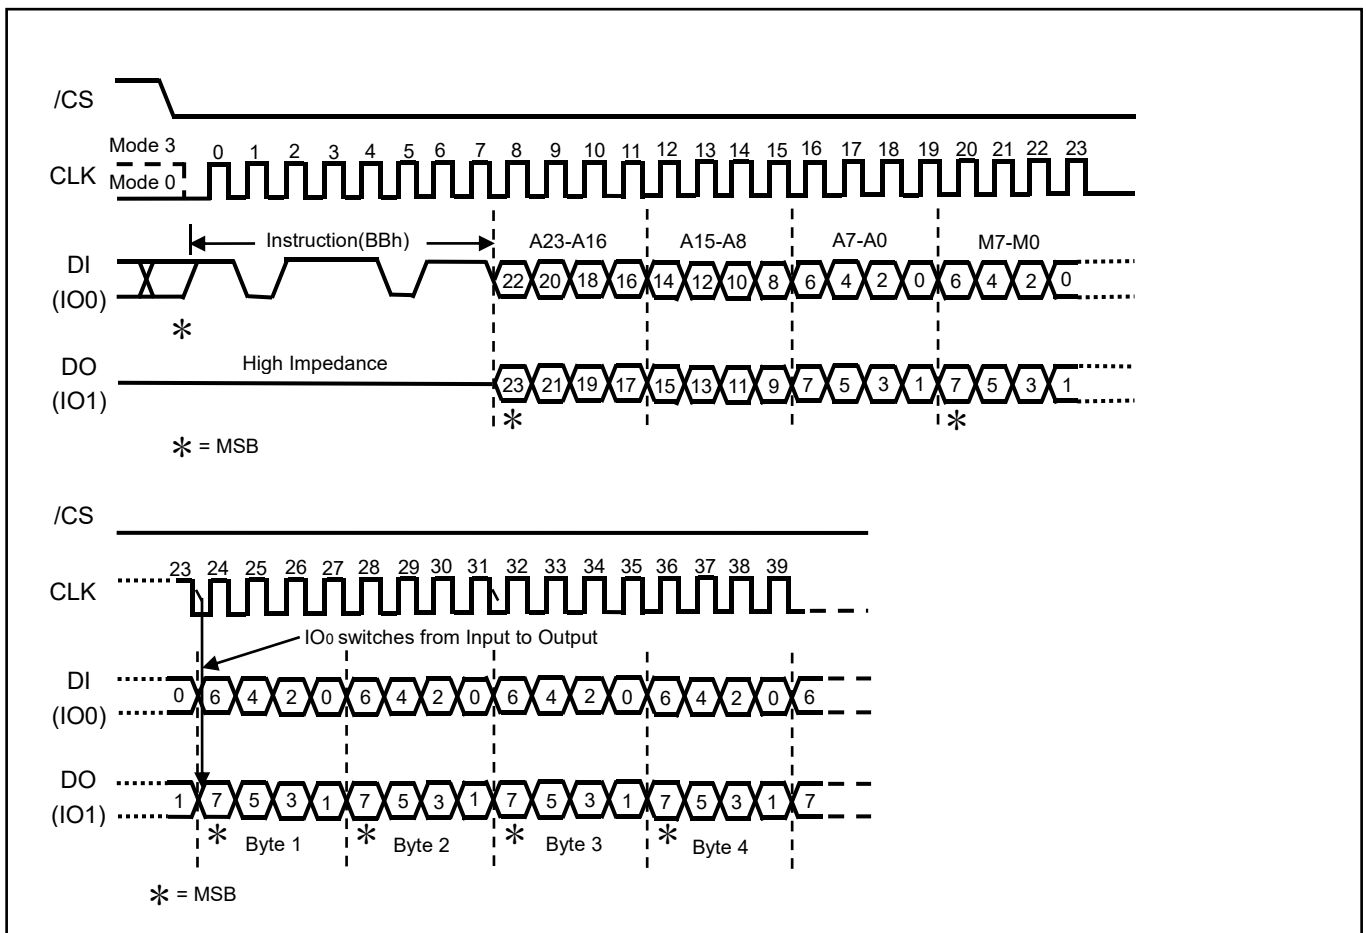 /CS
Mode 3
CLK
Mode 0
0 1 2 3 4 5 6 7 8 9 10 11 12 13 14 15 16 17 18 19 20 21 22 23
Instruction(BBh) A23-A16 A15-A8 A7-A0 M7-M0
DI
(IO0)
22 20 18 16 14 12 10 8 6 4 2 0 6 4 2 0
*
DO
(IO1)
High Impedance
23 21 19 17 15 13 11 9 7 5 3 1 7 5 3 1
* *
* = MSB
/CS
23 24 25 26 27 28 29 30 31 32 33 34 35 36 37 38 39
CLK
IO0 switches from Input to Output
DI
(IO0)
0 6 4 2 0 6 4 2 0 6 4 2 0 6 4 2 0 6
DO
(IO1)
1 7 5 3 1 7 5 3 1 7 5 3 1 7 5 3 1 7
* Byte 1 * Byte 2 * Byte 3 * Byte 4
* = MSB